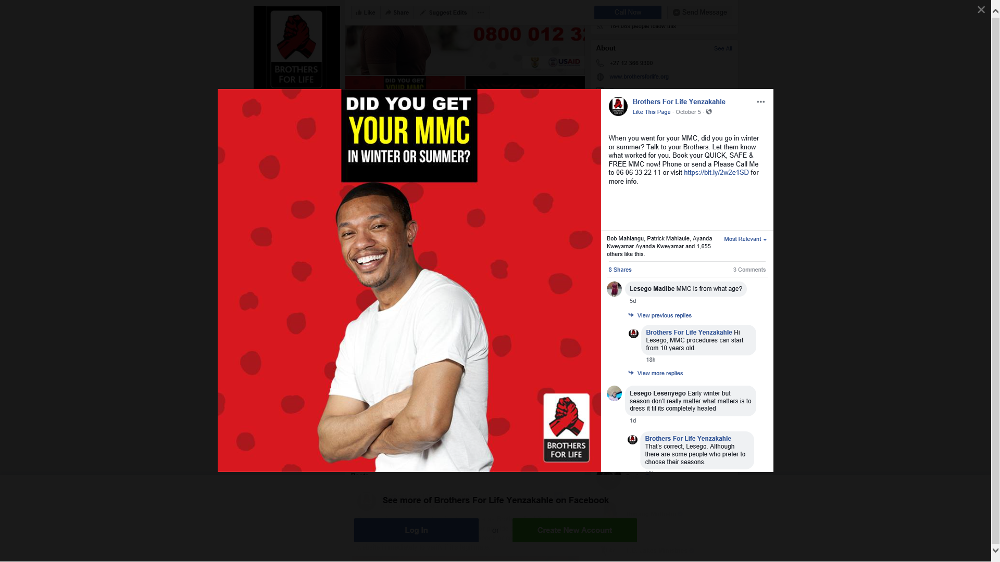 Like
Share
Suggest Edits
Call Now
Send Message
0800 012 32
USAID
BROTHERS
FOR LIFE
DID YOU GET
YOUR MMC
184,069 people follow this
About
See All
+27 12 366 9300
www.brothersforlife.org
DID YOU GET
YOUR MMC
IN WINTER OR SUMMER?
BROTHERS
FOR LIFE
Brothers For Life Yenzakahle
Like This Page · October 5 ·
When you went for your MMC, did you go in winter
or summer? Talk to your Brothers. Let them know
what worked for you. Book your QUICK, SAFE &
FREE MMC now! Phone or send a Please Call Me
to 06 06 33 22 11 or visit https://bit.ly/2w2e1SD for
more info.
Bob Mahlangu, Patrick Mahlaule, Ayanda
Kweyamar Ayanda Kweyamar and 1,655
others like this.
Most Relevant
8 Shares
3 Comments
Lesego Madibe MMC is from what age?
5d
View previous replies
Brothers For Life Yenzakahle Hi
Lesego, MMC procedures can start
from 10 years old.
18h
View more replies
Lesego Lesenyego Early winter but
season don't really matter what matters is to
dress it til its completely healed
1d
Brothers For Life Yenzakahle
That's correct, Lesego. Although
there are some people who prefer to
choose their seasons.
See more of Brothers For Life Yenzakahle on Facebook
Log In
or
Create New Account